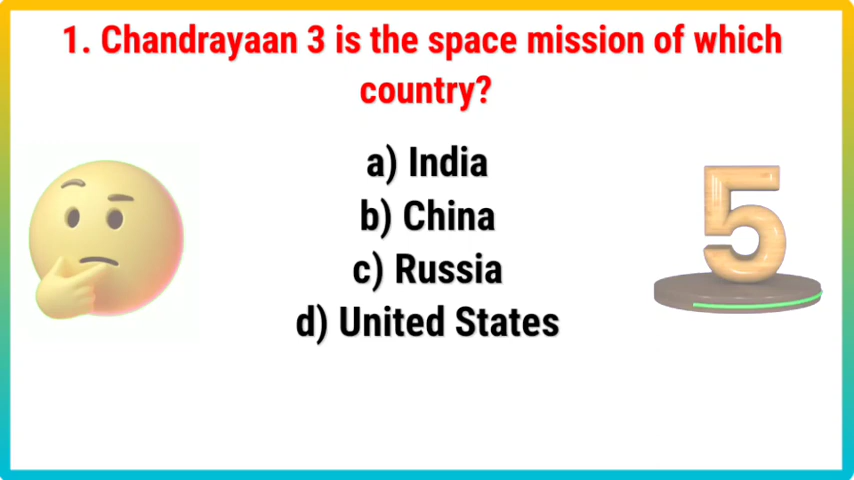 1. Chandrayaan 3 is the space mission of which
country?
a) India
b) China
c) Russia
d) United States
5